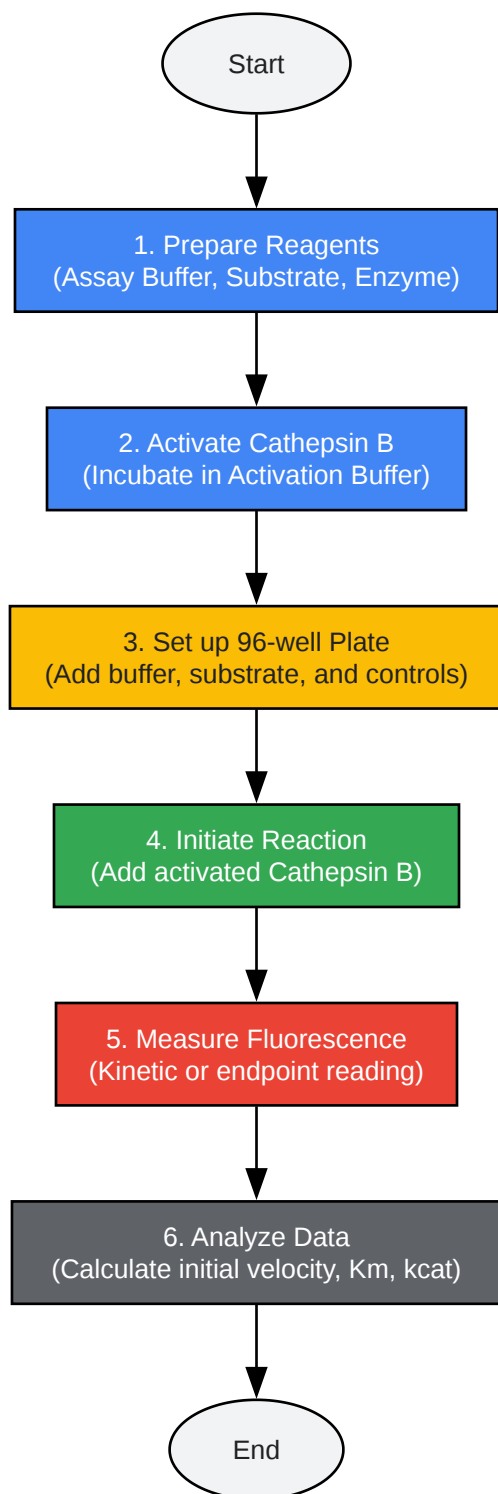 Start
1. Prepare Reagents
(Assay Buffer, Substrate, Enzyme)
2. Activate Cathepsin B
(Incubate in Activation Buffer)
3. Set up 96-well Plate
(Add buffer, substrate, and controls)
4. Initiate Reaction
(Add activated Cathepsin B)
5. Measure Fluorescence
(Kinetic or endpoint reading)
6. Analyze Data
(Calculate initial velocity, Km, kcat)
End